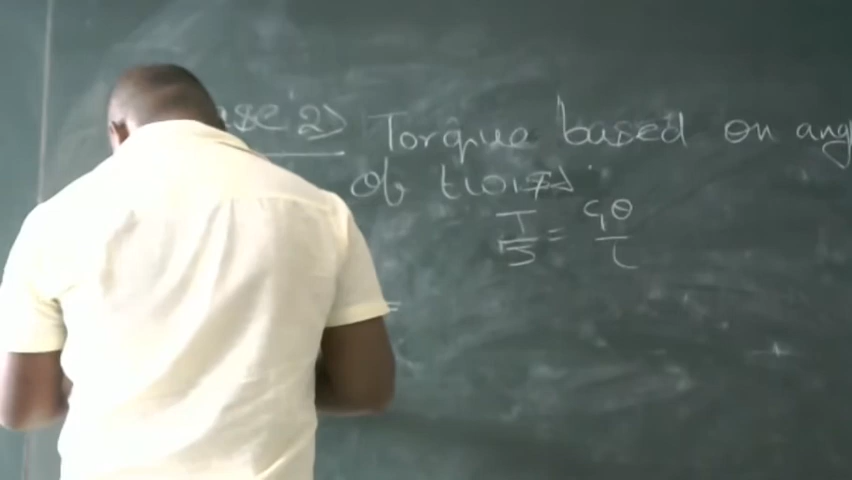 ase 2> Torque based on ang
of twist
T/J = Gθ/L
=